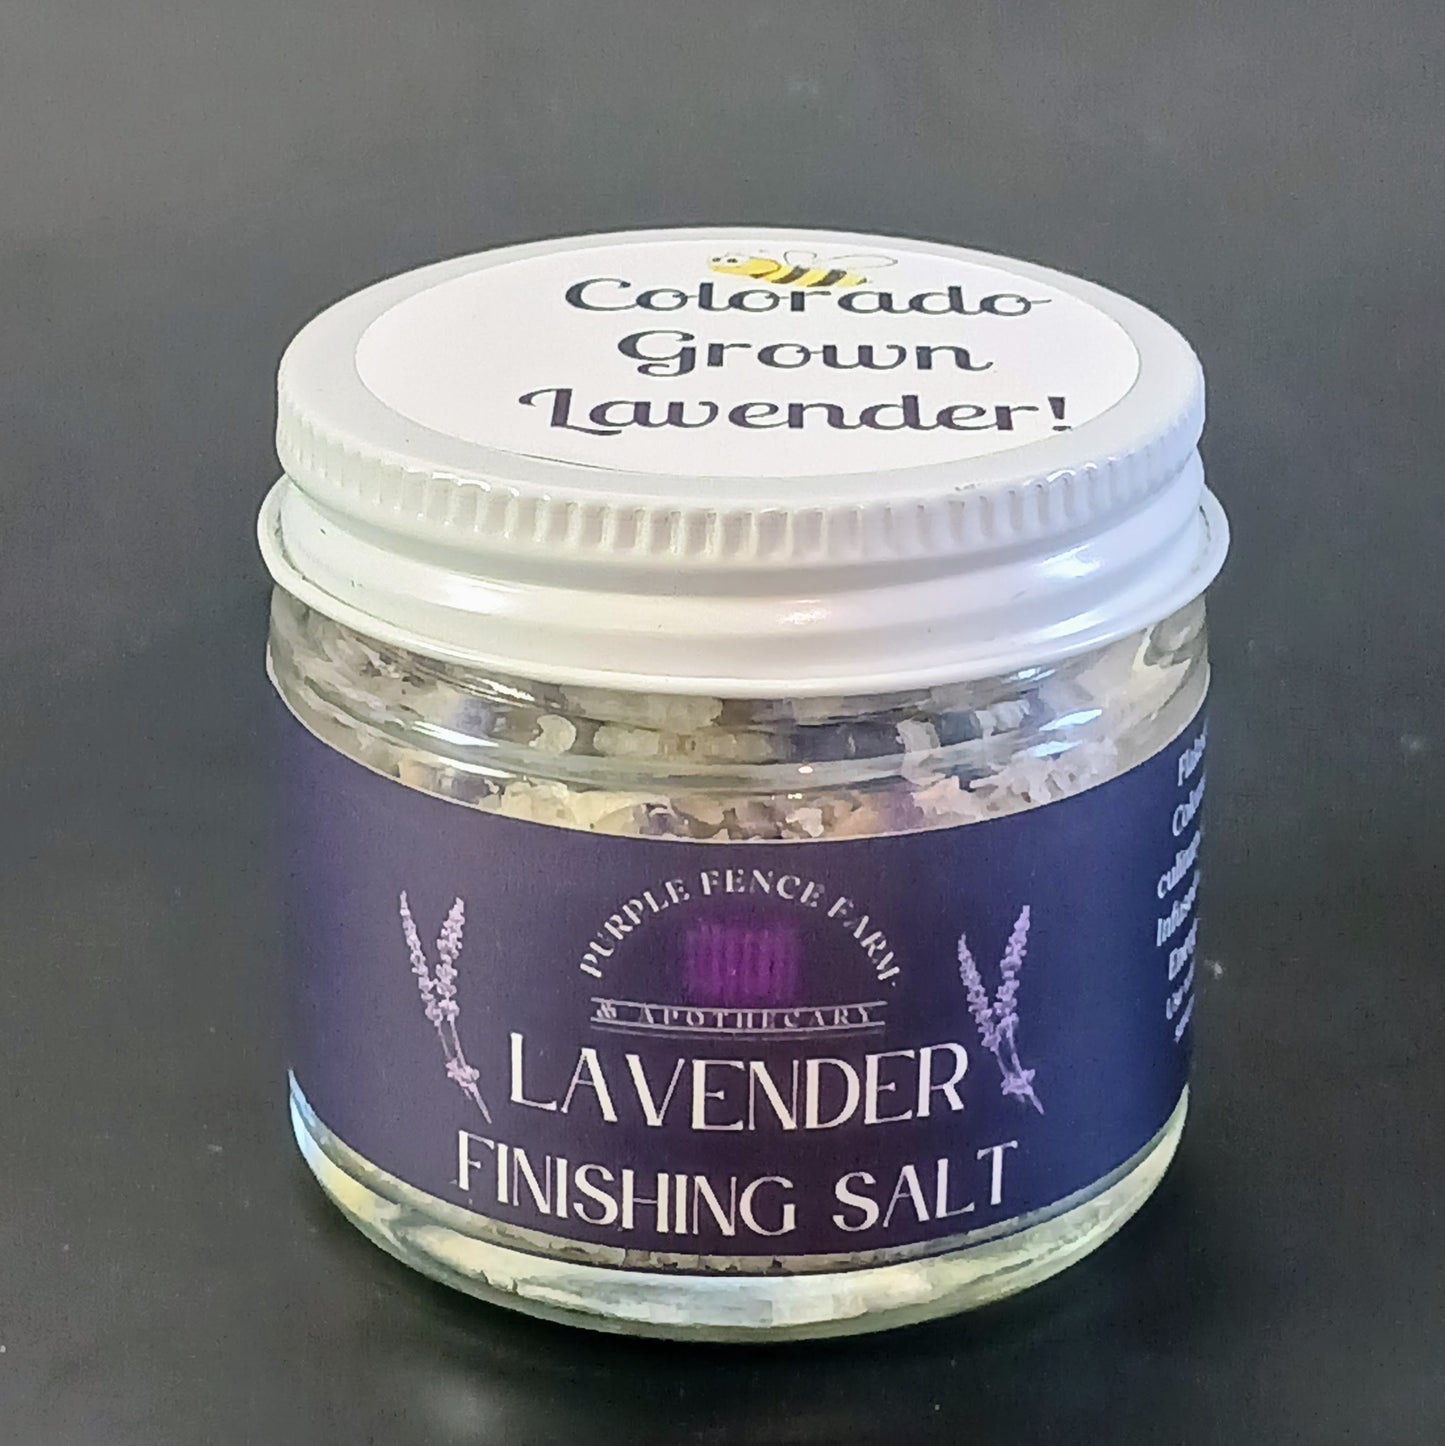 Colorado
Grown
Lavender!
PURPLE FENCE FARM
& APOTHECARY
LAVENDER
FINISHING SALT